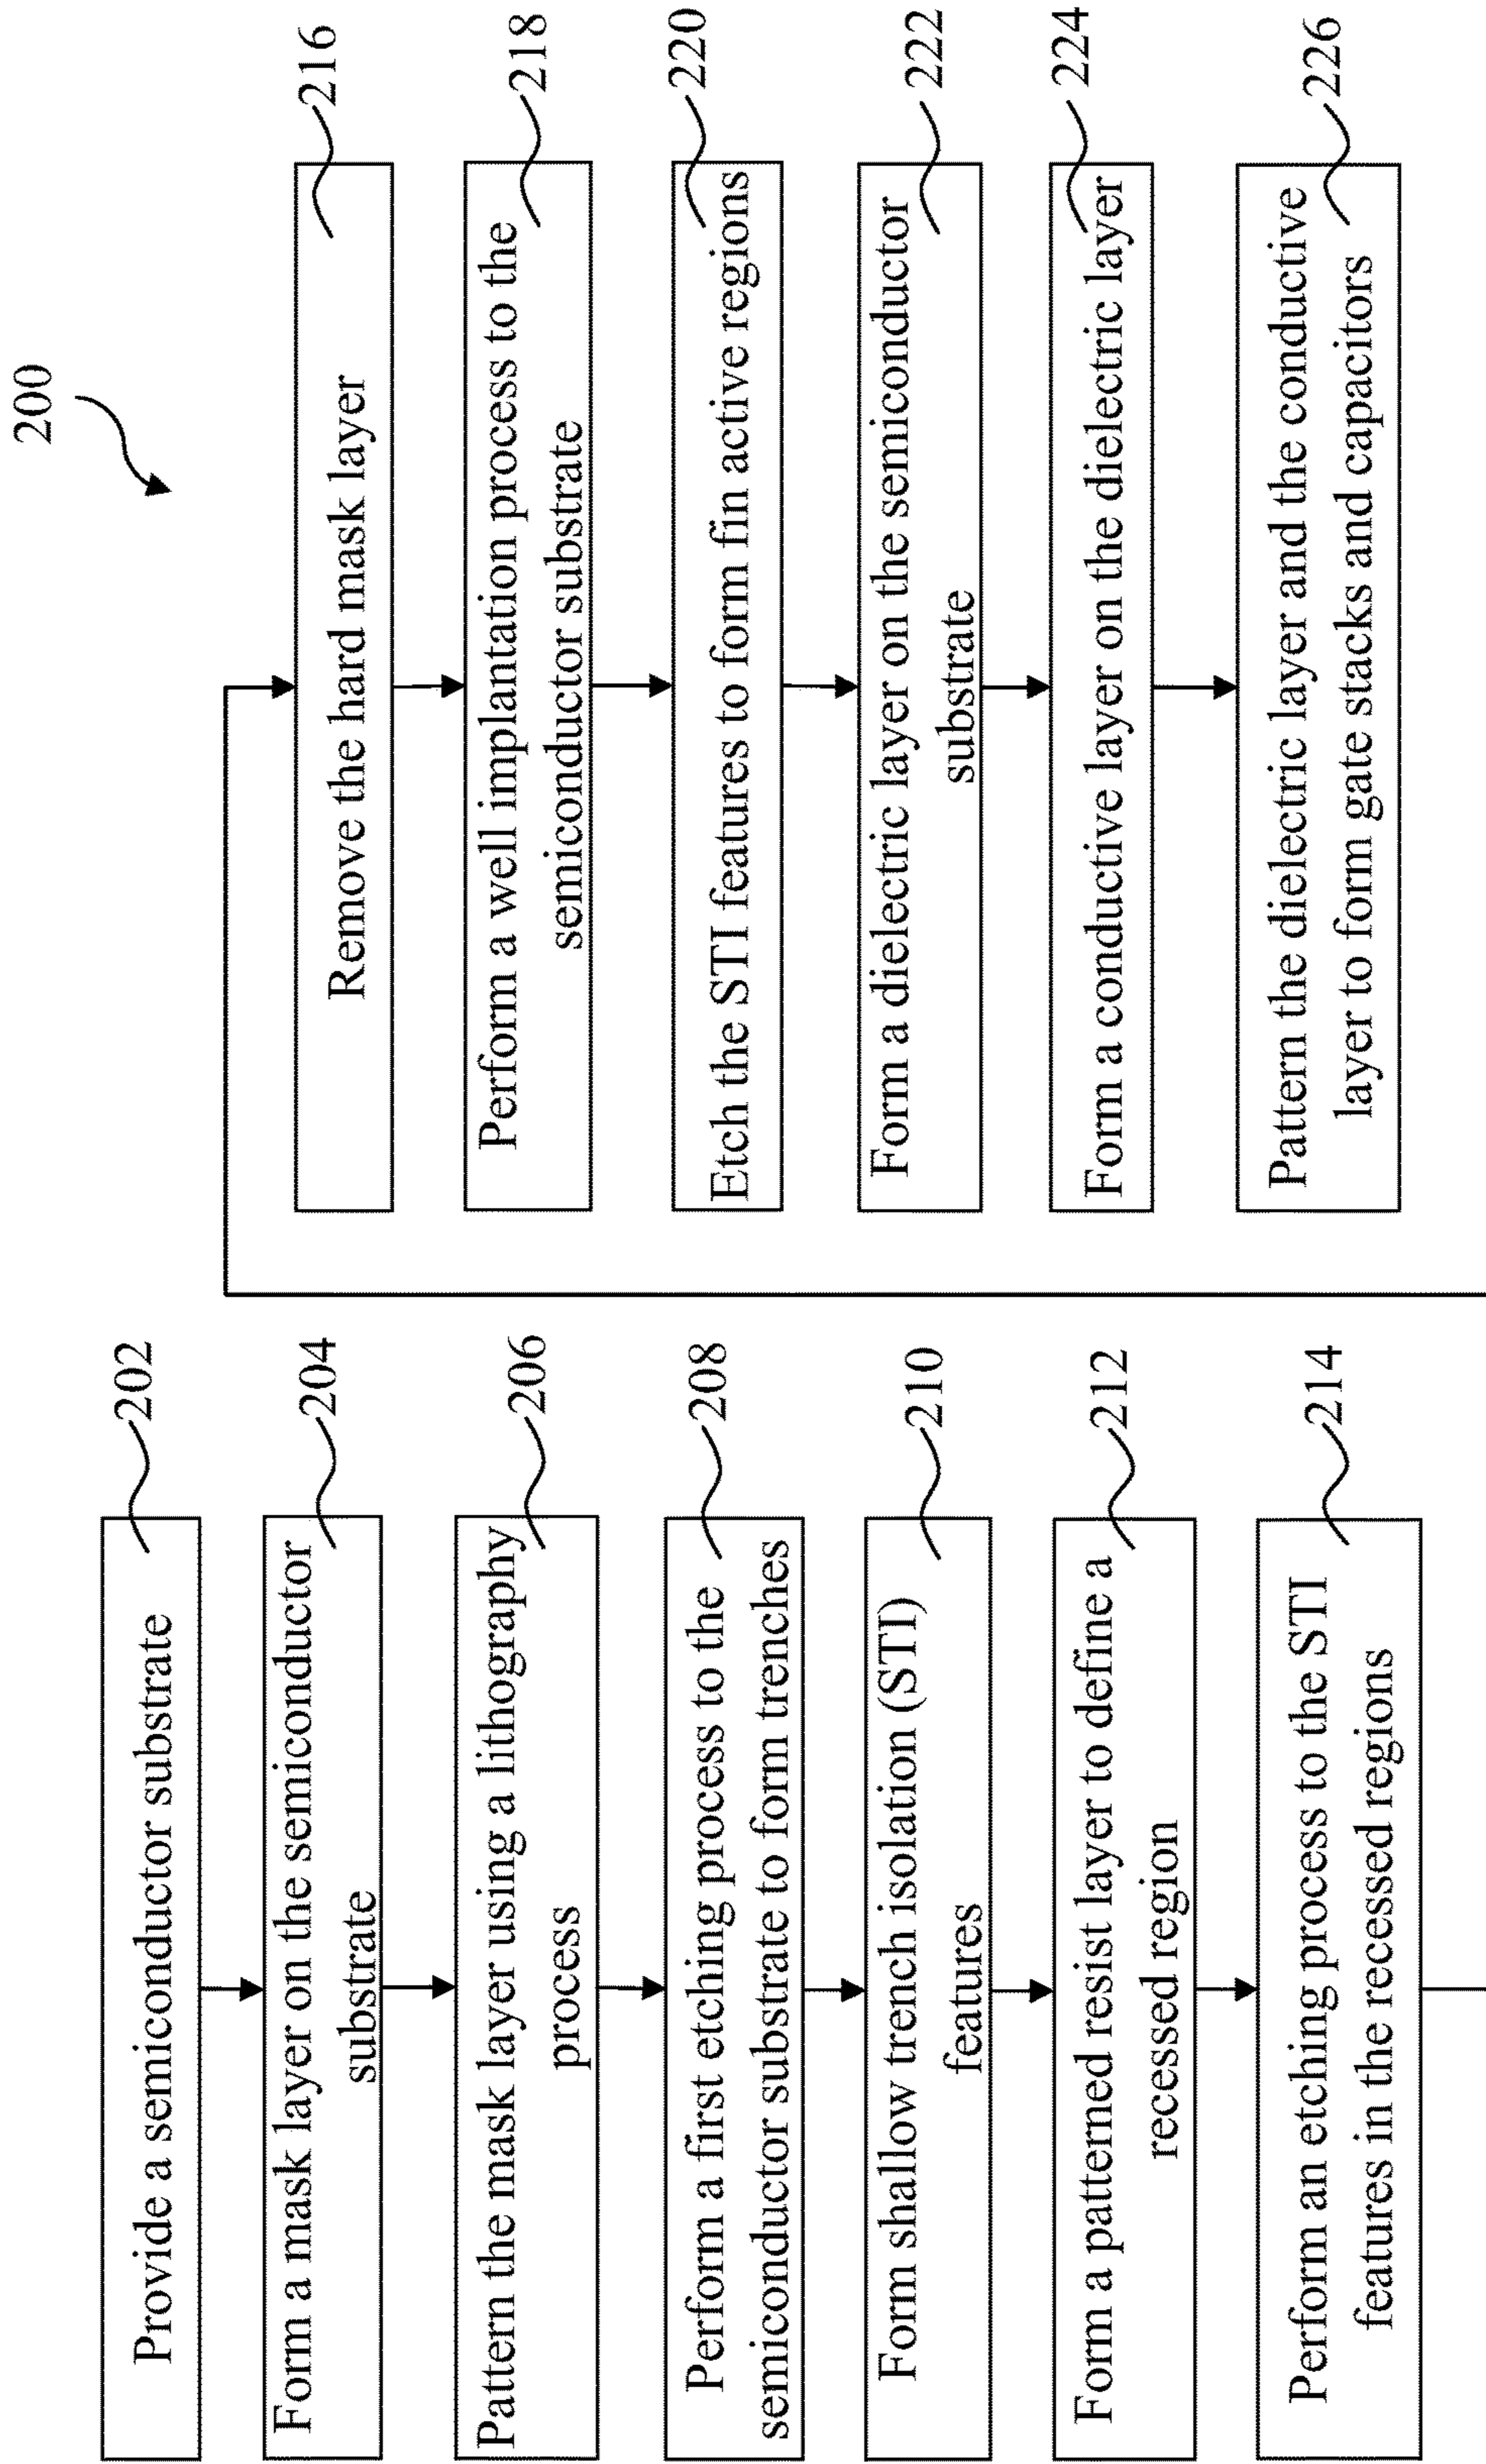 200
Provide a semiconductor substrate
202
Form a mask layer on the semiconductor
substrate
204
Pattern the mask layer using a lithography
process
206
Perform a first etching process to the
semiconductor substrate to form trenches
208
Form shallow trench isolation (STI)
features
210
Form a patterned resist layer to define a
recessed region
212
Perform an etching process to the STI
features in the recessed regions
214
Remove the hard mask layer
216
Perform a well implantation process to the
semiconductor substrate
218
Etch the STI features to form fin active regions
220
Form a dielectric layer on the semiconductor
substrate
222
Form a conductive layer on the dielectric layer
224
Pattern the dielectric layer and the conductive
layer to form gate stacks and capacitors
226